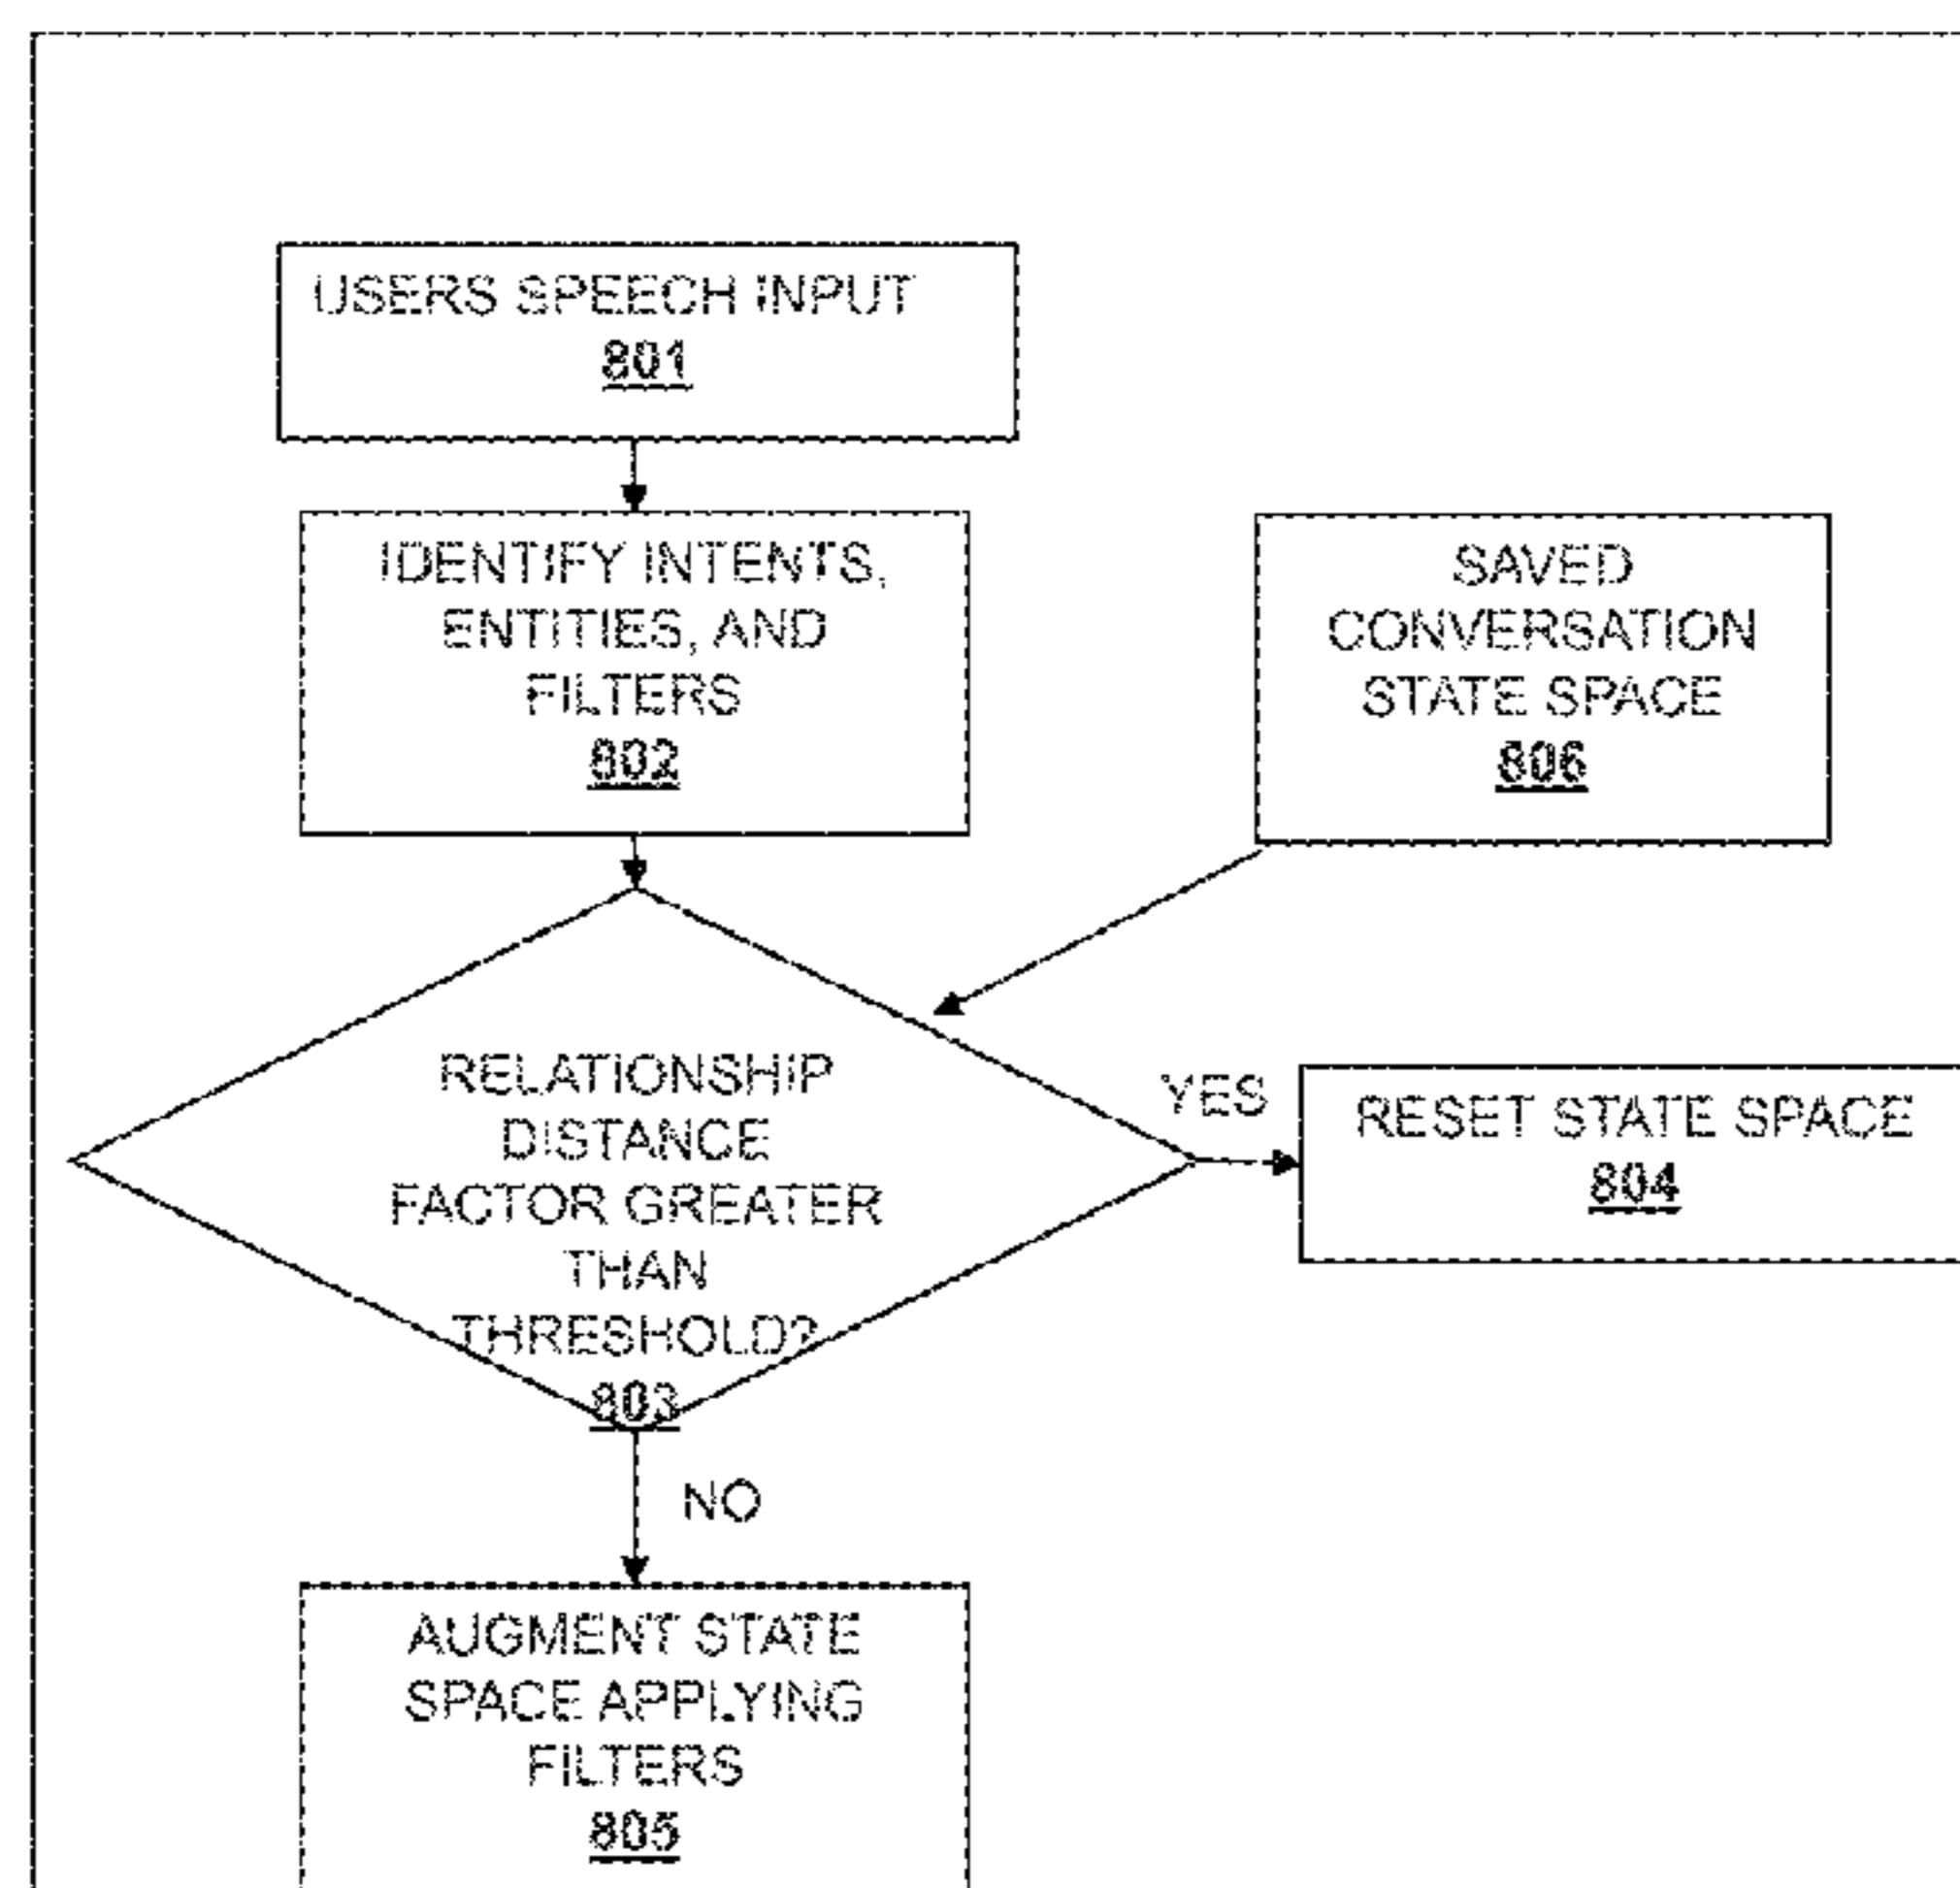 USERS SPEECH INPUT
801
IDENTIFY INTENTS,
ENTITIES, AND
FILTERS
802
SAVED
CONVERSATION
STATE SPACE
806
RELATIONSHIP
DISTANCE
FACTOR GREATER
THAN
THRESHOLD?
803
YES
RESET STATE SPACE
804
NO
AUGMENT STATE
SPACE APPLYING
FILTERS
805